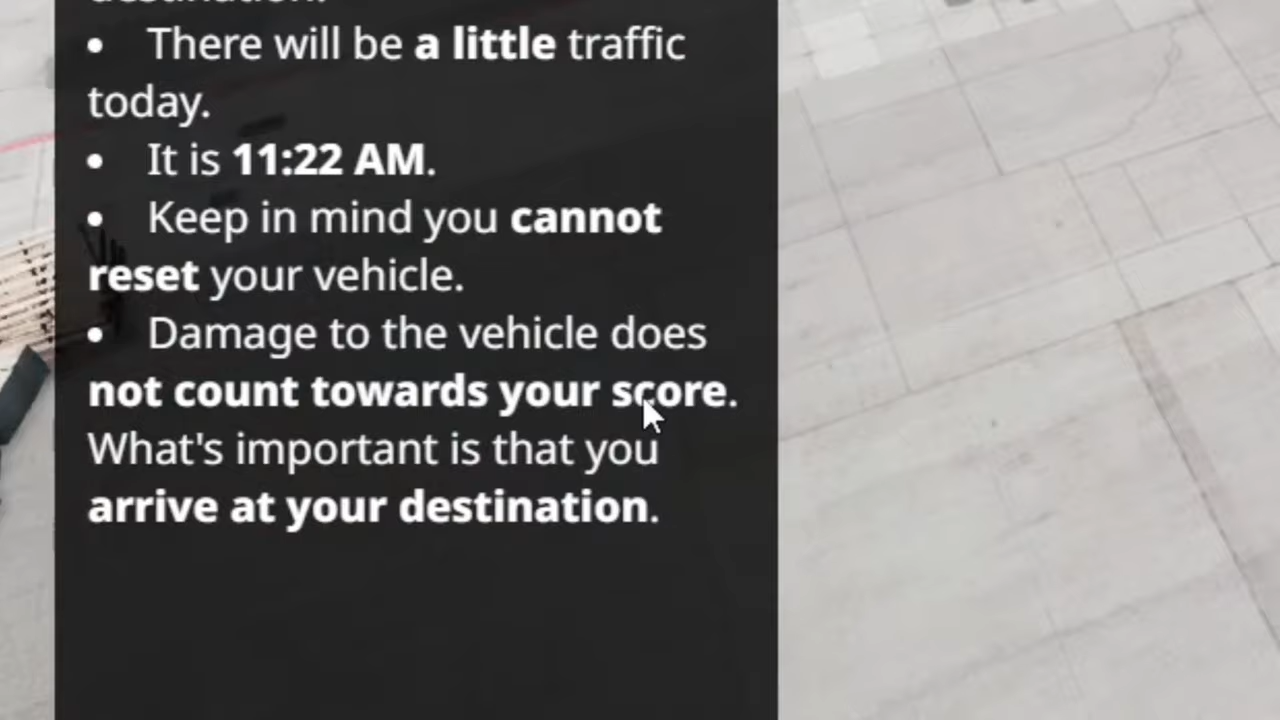 • There will be a little traffic
today.
• It is 11:22 AM.
• Keep in mind you cannot
reset your vehicle.
• Damage to the vehicle does
not count towards your score.
What's important is that you
arrive at your destination.